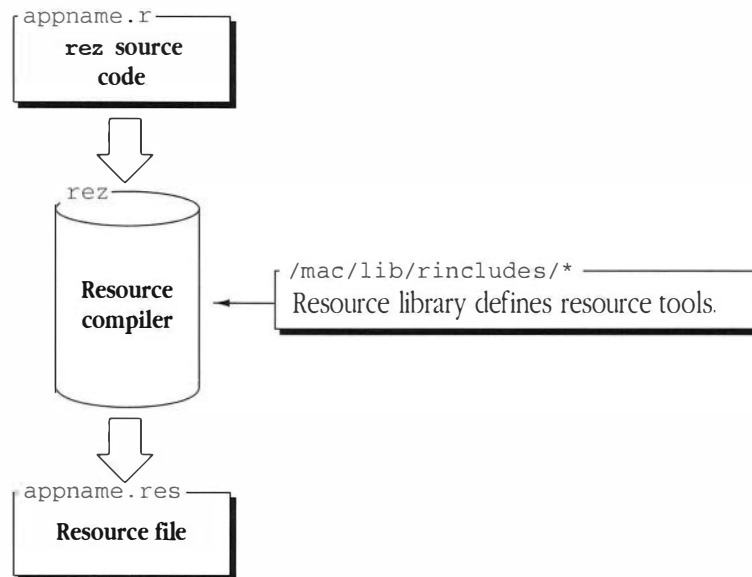 appname.r
rez source
code
rez
/mac/lib/rincludes/*
Resource library defines resource tools.
Resource
compiler
appname.res
Resource file